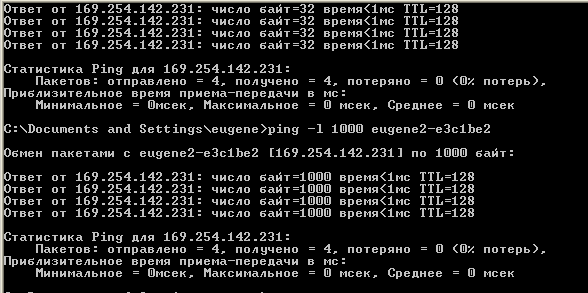 Ответ от 169.254.142.231: число байт=32 время<1мс TTL=128
Ответ от 169.254.142.231: число байт=32 время<1мс TTL=128
Ответ от 169.254.142.231: число байт=32 время<1мс TTL=128
Ответ от 169.254.142.231: число байт=32 время<1мс TTL=128
Статистика Ping для 169.254.142.231:
Пакетов: отправлено = 4, получено = 4, потеряно = 0 (0% потерь),
Приблизительное время приема-передачи в мс:
Минимальное = 0мсек, Максимальное = 0 мсек, Среднее = 0 мсек
C:\Documents and Settings\eugene>ping -l 1000 eugene2-e3c1be2
Обмен пакетами с eugene2-e3c1be2 [169.254.142.231] по 1000 байт:
Ответ от 169.254.142.231: число байт=1000 время<1мс TTL=128
Ответ от 169.254.142.231: число байт=1000 время<1мс TTL=128
Ответ от 169.254.142.231: число байт=1000 время<1мс TTL=128
Ответ от 169.254.142.231: число байт=1000 время<1мс TTL=128
Статистика Ping для 169.254.142.231:
Пакетов: отправлено = 4, получено = 4, потеряно = 0 (0% потерь),
Приблизительное время приема-передачи в мс:
Минимальное = 0мсек, Максимальное = 0 мсек, Среднее = 0 мсек